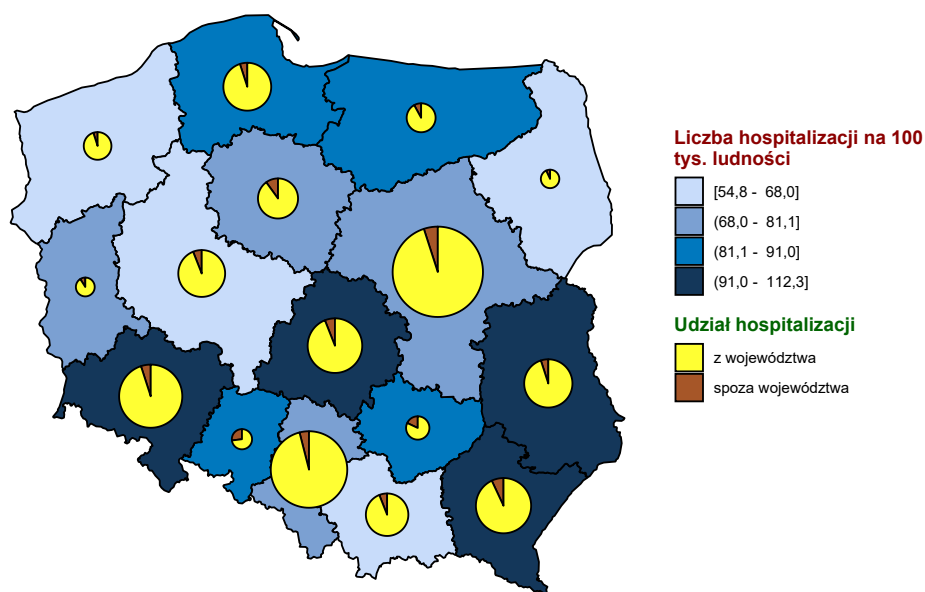 Liczba hospitalizacji na 100
tys. ludności
[54,8 - 68,0]
(68,0 - 81,1]
(81,1 - 91,0]
(91,0 - 112,3]
Udział hospitalizacji
z województwa
spoza województwa